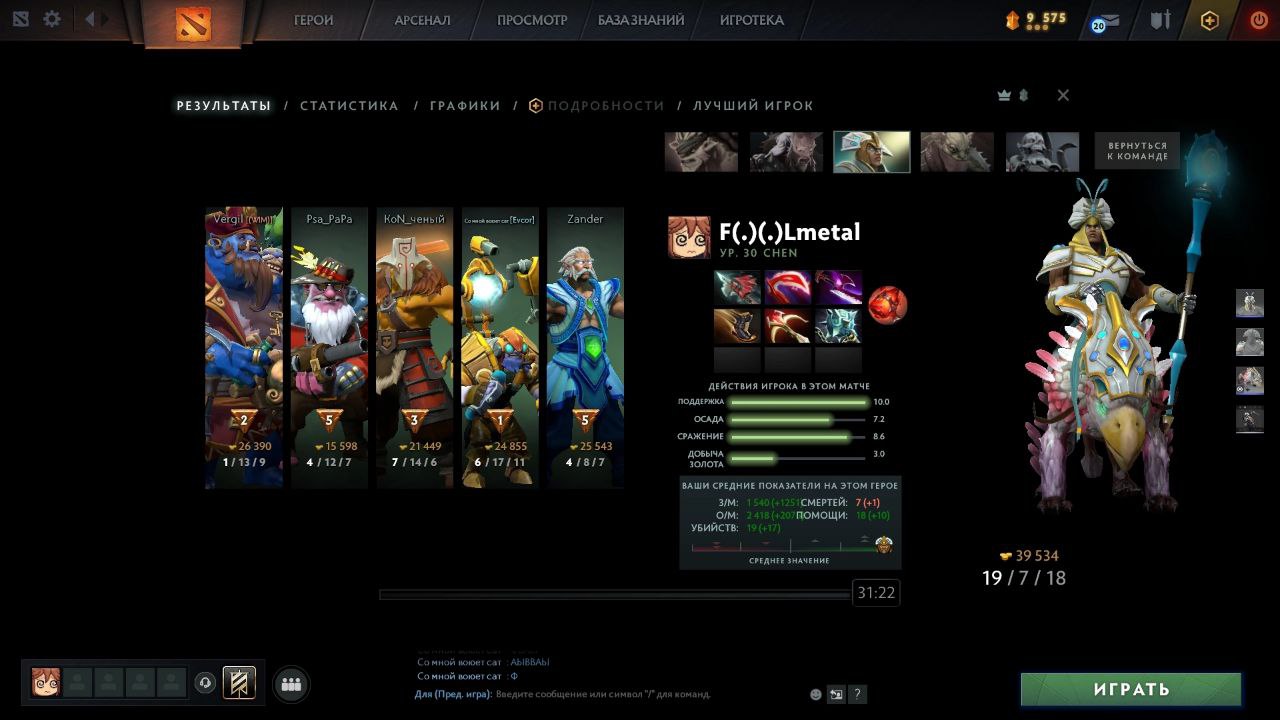 ГЕРОИ АРСЕНАЛ ПРОСМОТР БАЗА ЗНАНИЙ ИГРОТЕКА 9 575 20
РЕЗУЛЬТАТЫ / СТАТИСТИКА / ГРАФИКИ / ПОДРОБНОСТИ / ЛУЧШИЙ ИГРОК
ВЕРНУТЬСЯ
К КОМАНДЕ
Vergil Psa_PaPa KoN_ченый Со мной воюет сат [Evcor] Zander
F(.)(.)Lmetal
УР. 30 CHEN
ДЕЙСТВИЯ ИГРОКА В ЭТОМ МАТЧЕ
ПОДДЕРЖКА 10.0
ОСАДА 7.2
СРАЖЕНИЕ 8.6
ДОБЫЧА
ЗОЛОТА 3.0
2 5 3 1 5
26 390 15 598 21 449 24 855 25 543
1 / 13 / 9 4 / 12 / 7 7 / 14 / 6 6 / 17 / 11 4 / 8 / 7
ВАШИ СРЕДНИЕ ПОКАЗАТЕЛИ НА ЭТОМ ГЕРОЕ
З/М: 1 540 (+1251 СМЕРТЕЙ: 7 (+1)
О/М: 2 418 (+207 ПОМОЩИ: 18 (+10)
УБИЙСТВ: 19 (+17)
СРЕДНЕЕ ЗНАЧЕНИЕ
39 534
19 / 7 / 18
31:22
Со мной воюет сат : АЫВВАЫ
Со мной воюет сат : Ф
Для (Пред. игра): Введите сообщение или символ "/" для команд. ?
ИГРАТЬ